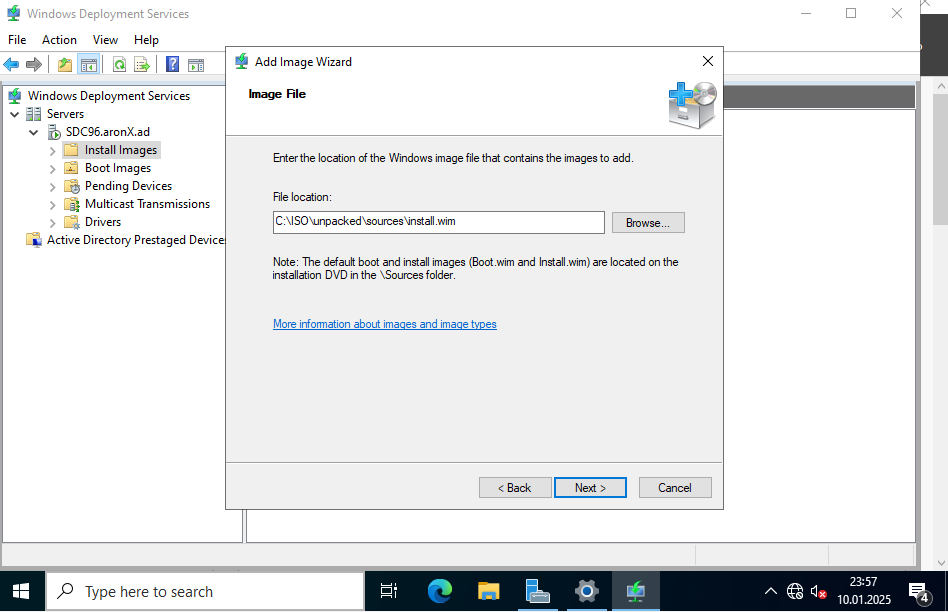 Windows Deployment Services
File Action View Help
Windows Deployment Services
Servers
SDC96.aronX.ad
Install Images
Boot Images
Pending Devices
Multicast Transmissions
Drivers
Active Directory Prestaged Devices
Add Image Wizard
Image File
Enter the location of the Windows image file that contains the images to add.
File location:
C:\ISO\unpacked\sources\install.wim
Browse...
Note: The default boot and install images (Boot.wim and Install.wim) are located on the
installation DVD in the \Sources folder.
More information about images and image types
< Back Next > Cancel
Type here to search
23:57
10.01.2025
4